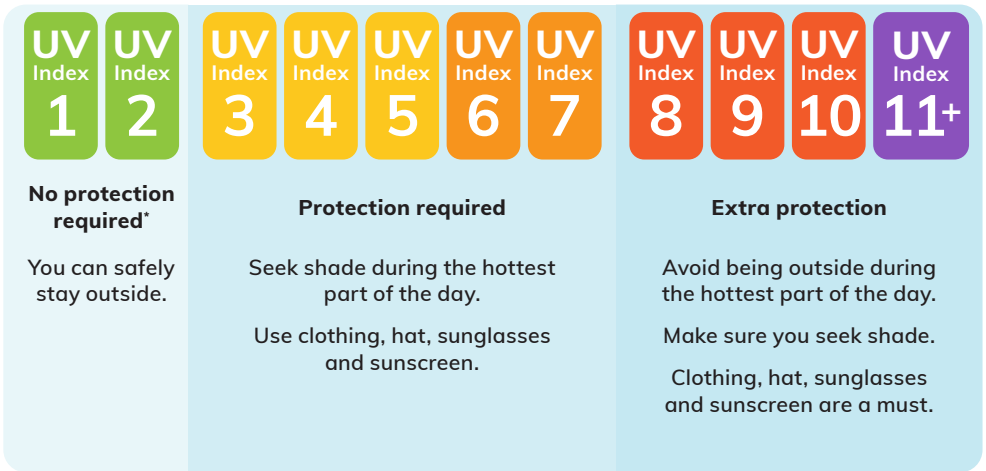 UV
Index
1
UV
Index
2
UV
Index
3
UV
Index
4
UV
Index
5
UV
Index
6
UV
Index
7
UV
Index
8
UV
Index
9
UV
Index
10
UV
Index
11+
No protection
required*
You can safely
stay outside.
Protection required
Seek shade during the hottest
part of the day.
Use clothing, hat, sunglasses
and sunscreen.
Extra protection
Avoid being outside during
the hottest part of the day.
Make sure you seek shade.
Clothing, hat, sunglasses
and sunscreen are a must.